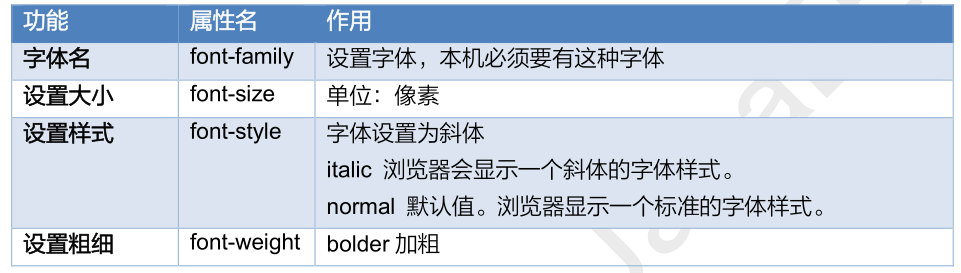 功能 属性名 作用
字体名 font-family 设置字体，本机必须要有这种字体
设置大小 font-size 单位：像素
设置样式 font-style 字体设置为斜体
italic 浏览器会显示一个斜体的字体样式。
normal 默认值。浏览器显示一个标准的字体样式。
设置粗细 font-weight bolder 加粗